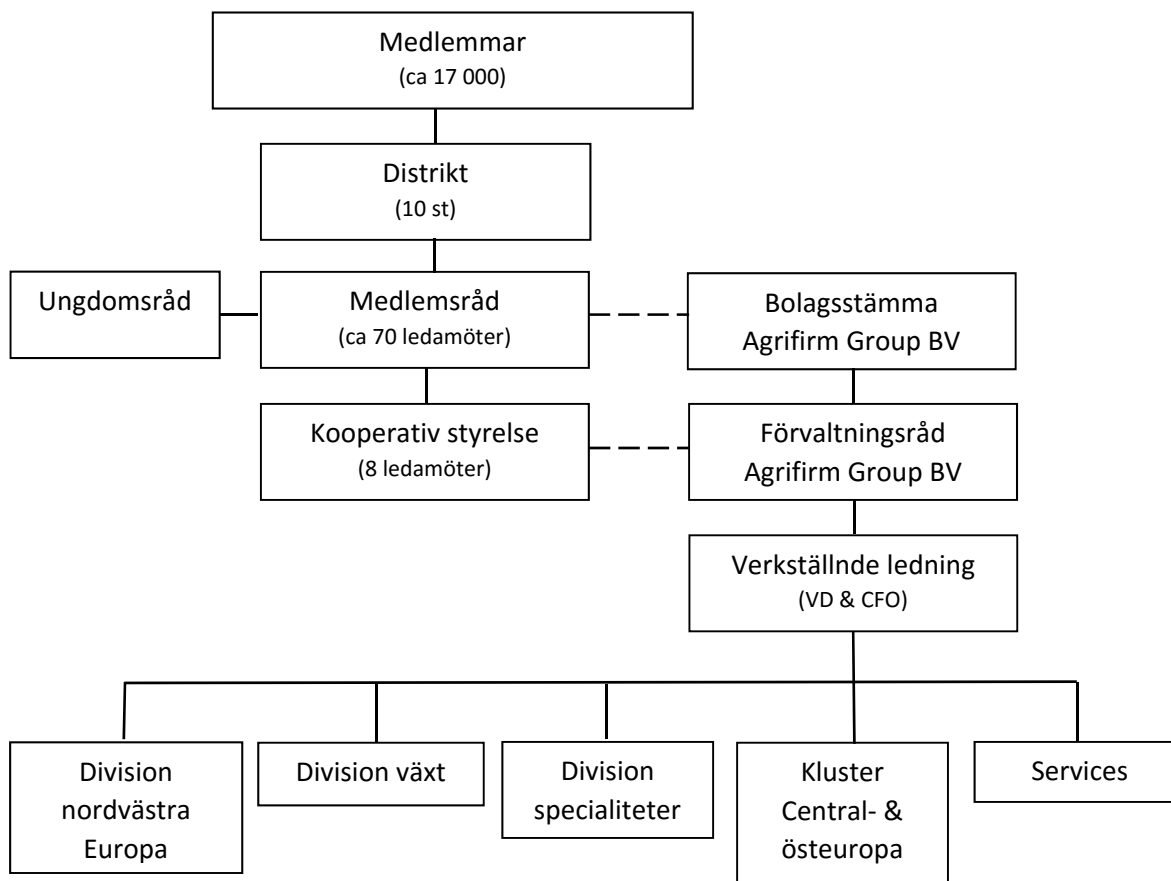 Medlemmar
(ca 17 000)
Distrikt
(10 st)
Ungdomsråd
Medlemsråd
(ca 70 ledamöter)
Bolagsstämma
Agrifirm Group BV
Kooperativ styrelse
(8 ledamöter)
Förvaltningsråd
Agrifirm Group BV
Verkställnde ledning
(VD & CFO)
Division
nordvästra
Europa
Division växt
Division
specialiteter
Kluster
Central- &
östeuropa
Services